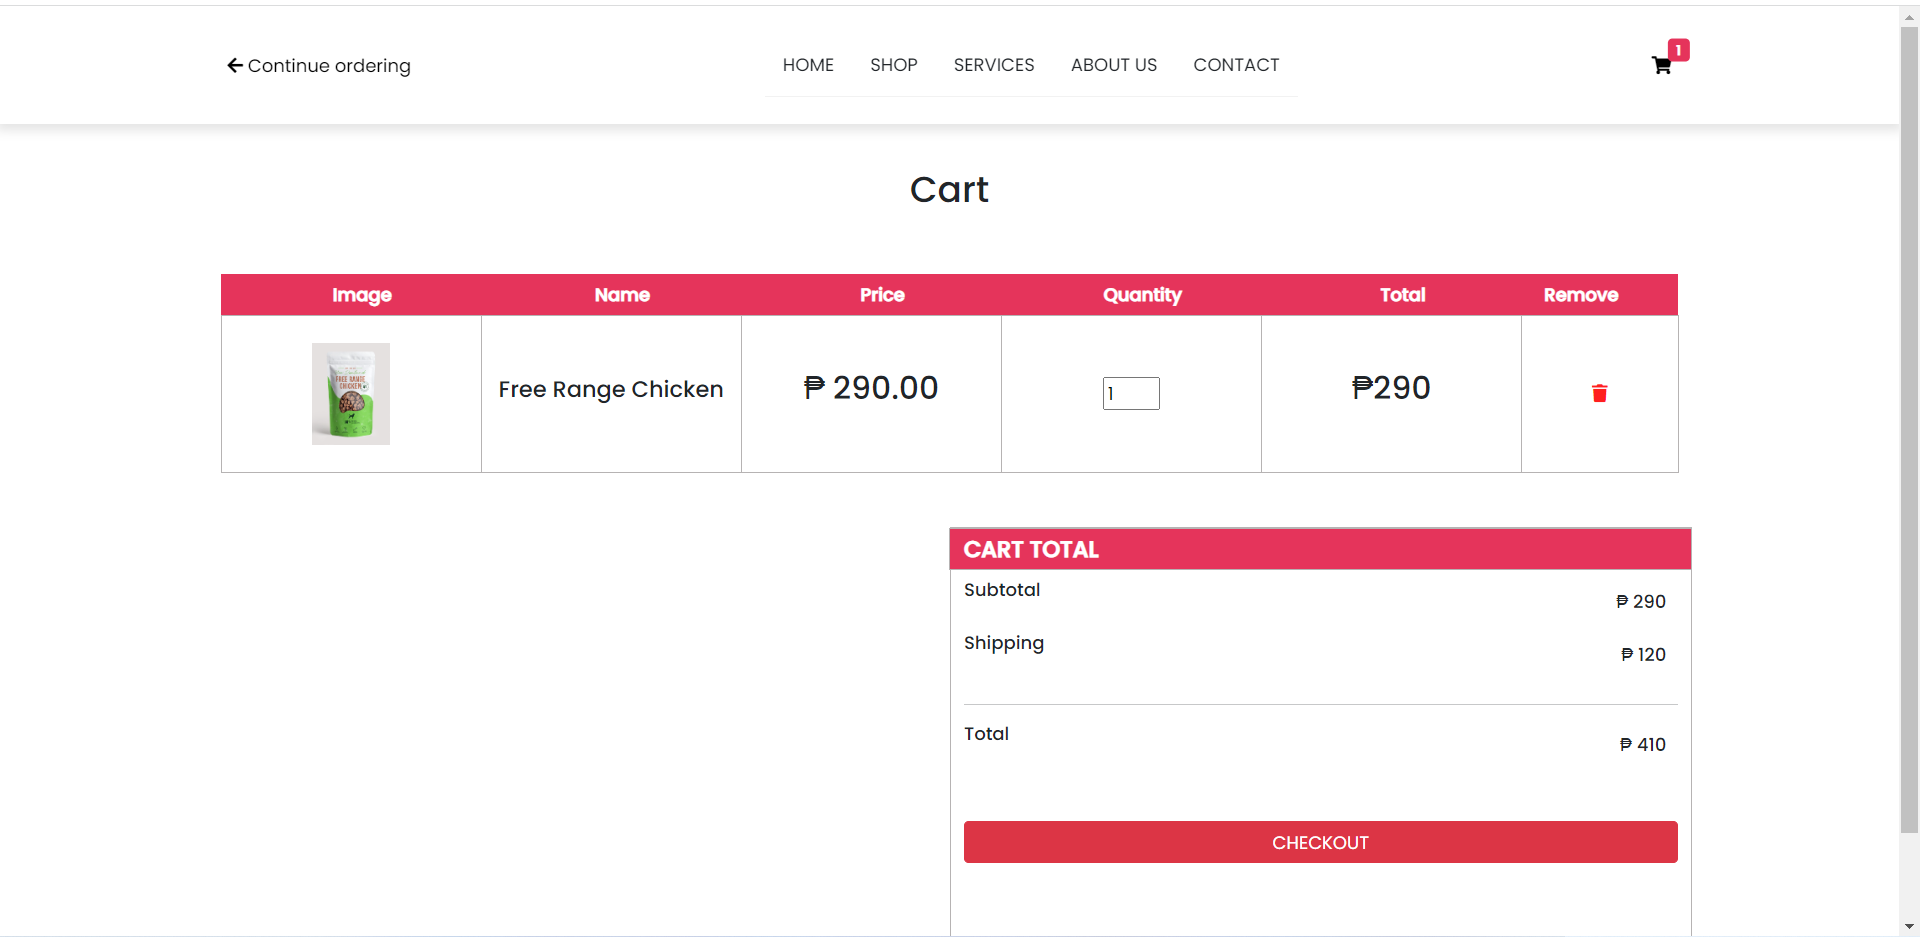 Continue ordering
HOME SHOP SERVICES ABOUT US CONTACT
1
Cart
Image Name Price Quantity Total Remove
FREE RANGE
CHICKEN
Free Range Chicken ₱ 290.00 1 ₱290
CART TOTAL
Subtotal ₱ 290
Shipping ₱ 120
Total ₱ 410
CHECKOUT